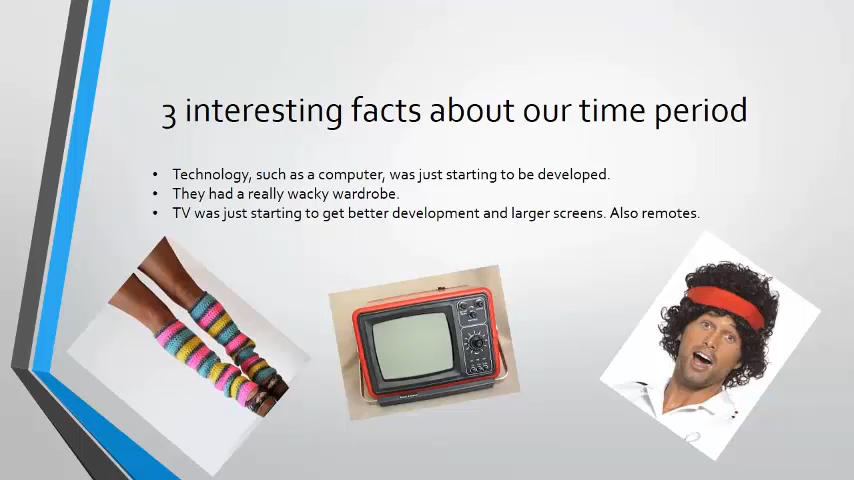 3 interesting facts about our time period
• Technology, such as a computer, was just starting to be developed.
• They had a really wacky wardrobe.
• TV was just starting to get better development and larger screens. Also remotes.